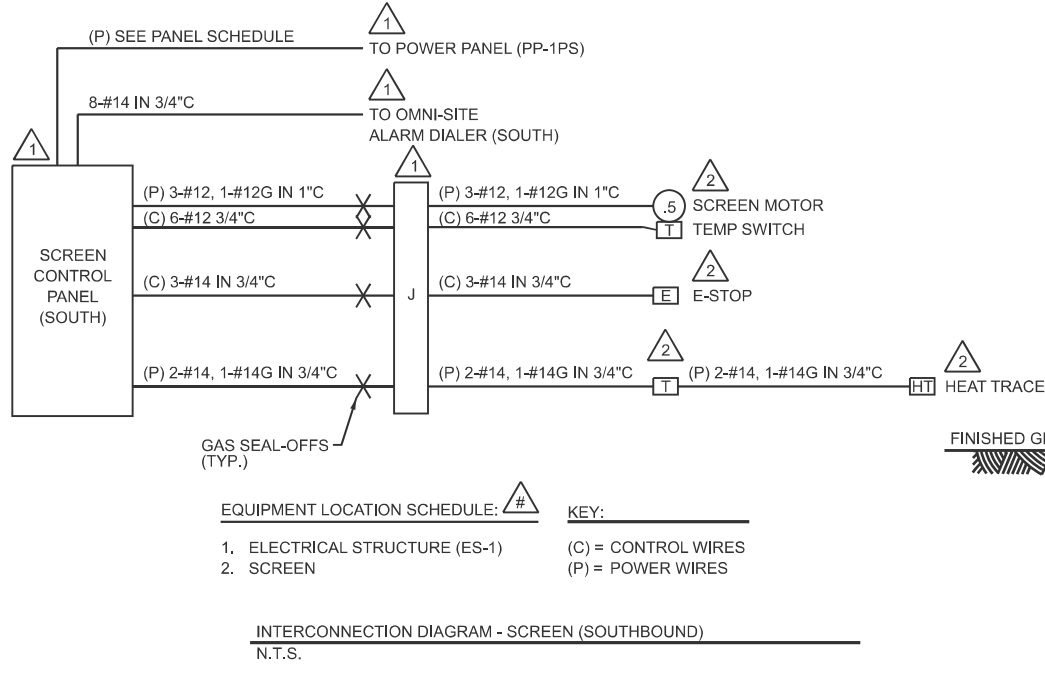 (P) SEE PANEL SCHEDULE
1
TO POWER PANEL (PP-1PS)
8-#14 IN 3/4"C
1
TO OMNI-SITE
ALARM DIALER (SOUTH)
1
1
(P) 3-#12, 1-#12G IN 1"C
(P) 3-#12, 1-#12G IN 1"C
.5
2
SCREEN MOTOR
(C) 6-#12 3/4"C
(C) 6-#12 3/4"C
T
TEMP SWITCH
SCREEN
CONTROL
PANEL
(SOUTH)
(C) 3-#14 IN 3/4"C
J
(C) 3-#14 IN 3/4"C
E
2
E-STOP
(P) 2-#14, 1-#14G IN 3/4"C
(P) 2-#14, 1-#14G IN 3/4"C
2
T
(P) 2-#14, 1-#14G IN 3/4"C
HT
2
HEAT TRACE
GAS SEAL-OFFS
(TYP.)
FINISHED
EQUIPMENT LOCATION SCHEDULE: #
1. ELECTRICAL STRUCTURE (ES-1)
2. SCREEN
KEY:
(C) = CONTROL WIRES
(P) = POWER WIRES
INTERCONNECTION DIAGRAM - SCREEN (SOUTHBOUND)
N.T.S.